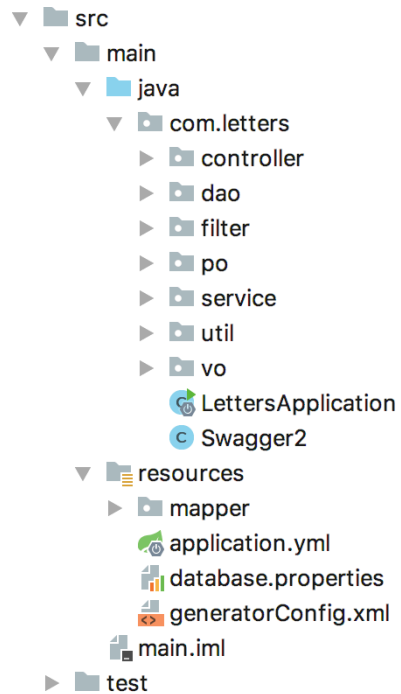 src
main
java
com.letters
controller
dao
filter
po
service
util
vo
LettersApplication
Swagger2
resources
mapper
application.yml
database.properties
generatorConfig.xml
main.iml
test